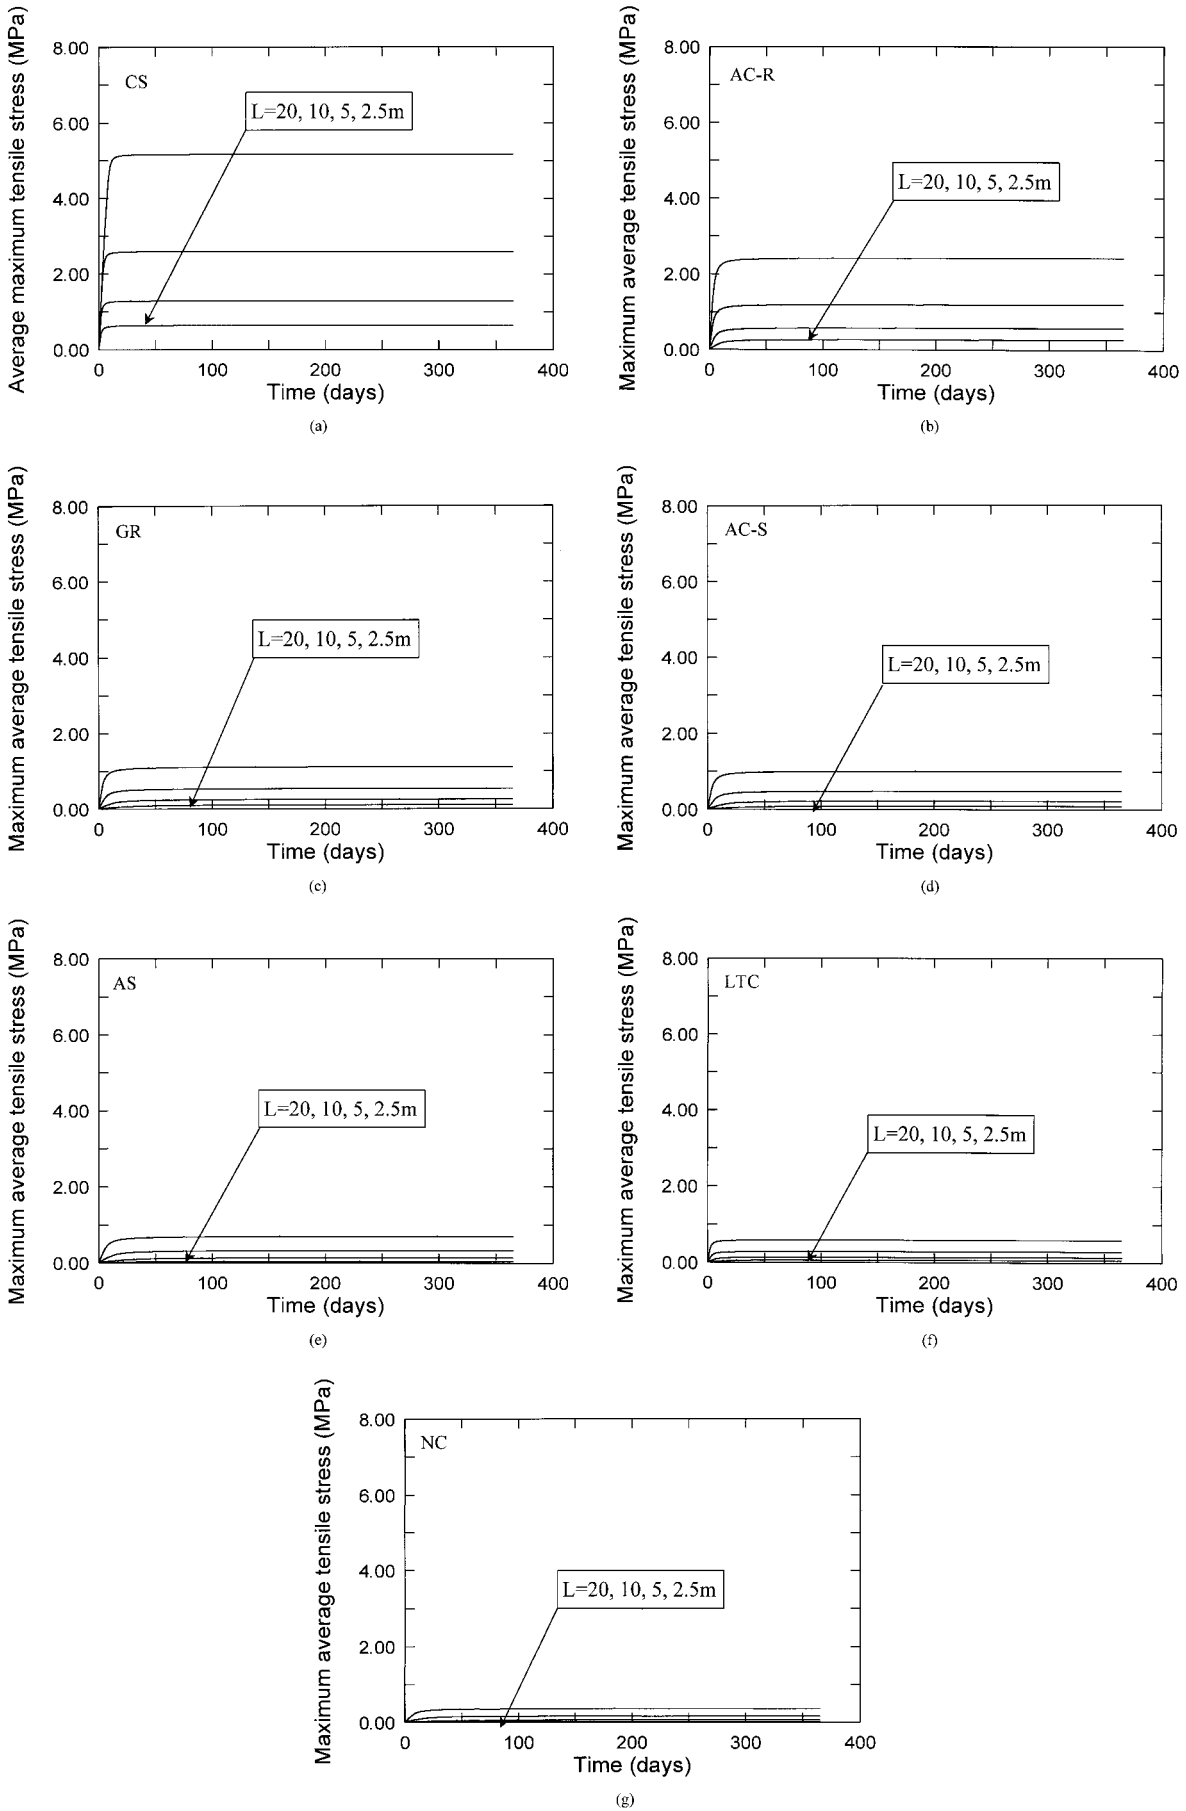 Average maximum tensile stress (MPa)
8.00
6.00
4.00
2.00
0.00
CS
L=20, 10, 5, 2.5m
0 100 200 300 400
Time (days)
(a)
Maximum average tensile stress (MPa)
8.00
6.00
4.00
2.00
0.00
AC-R
L=20, 10, 5, 2.5m
0 100 200 300 400
Time (days)
(b)
Maximum average tensile stress (MPa)
8.00
6.00
4.00
2.00
0.00
GR
L=20, 10, 5, 2.5m
0 100 200 300 400
Time (days)
(c)
Maximum average tensile stress (MPa)
8.00
6.00
4.00
2.00
0.00
AC-S
L=20, 10, 5, 2.5m
0 100 200 300 400
Time (days)
(d)
Maximum average tensile stress (MPa)
8.00
6.00
4.00
2.00
0.00
AS
L=20, 10, 5, 2.5m
0 100 200 300 400
Time (days)
(e)
Maximum average tensile stress (MPa)
8.00
6.00
4.00
2.00
0.00
LTC
L=20, 10, 5, 2.5m
0 100 200 300 400
Time (days)
(f)
Maximum average tensile stress (MPa)
8.00
6.00
4.00
2.00
0.00
NC
L=20, 10, 5, 2.5m
0 100 200 300 400
Time (days)
(g)